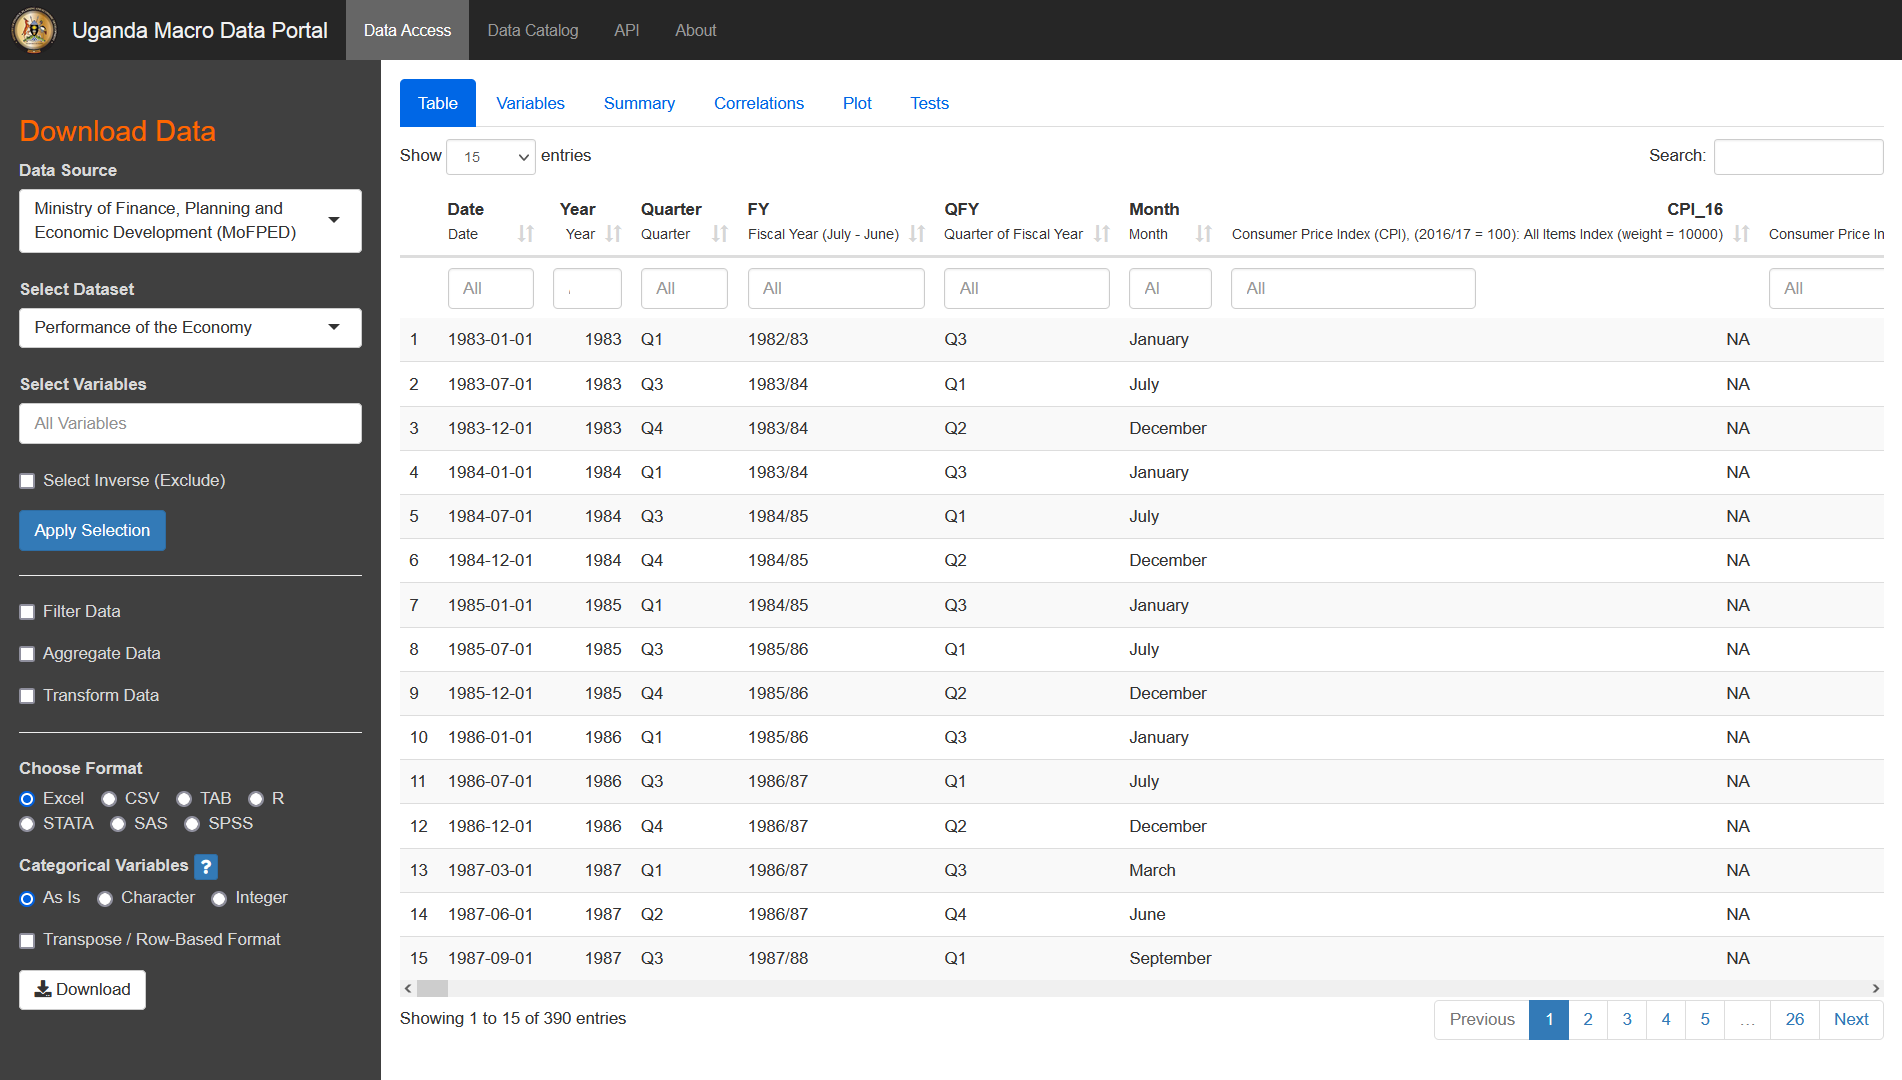 Uganda Macro Data Portal
Data Access
Data Catalog
API
About
Download Data
Data Source
Ministry of Finance, Planning and
Economic Development (MoFPED)
Select Dataset
Performance of the Economy
Select Variables
All Variables
Select Inverse (Exclude)
Apply Selection
Filter Data
Aggregate Data
Transform Data
Choose Format
Excel CSV TAB R
STATA SAS SPSS
Categorical Variables ?
As Is Character Integer
Transpose / Row-Based Format
Download
Table Variables Summary Correlations Plot Tests
Show 15 entries
Search:
Date Year Quarter FY QFY Month CPI_16
Date Year Quarter Fiscal Year (July - June) Quarter of Fiscal Year Month Consumer Price Index (CPI), (2016/17 = 100): All Items Index (weight = 10000) Consumer Price In
All All All All Al All All
1 1983-01-01 1983 Q1 1982/83 Q3 January NA
2 1983-07-01 1983 Q3 1983/84 Q1 July NA
3 1983-12-01 1983 Q4 1983/84 Q2 December NA
4 1984-01-01 1984 Q1 1983/84 Q3 January NA
5 1984-07-01 1984 Q3 1984/85 Q1 July NA
6 1984-12-01 1984 Q4 1984/85 Q2 December NA
7 1985-01-01 1985 Q1 1984/85 Q3 January NA
8 1985-07-01 1985 Q3 1985/86 Q1 July NA
9 1985-12-01 1985 Q4 1985/86 Q2 December NA
10 1986-01-01 1986 Q1 1985/86 Q3 January NA
11 1986-07-01 1986 Q3 1986/87 Q1 July NA
12 1986-12-01 1986 Q4 1986/87 Q2 December NA
13 1987-03-01 1987 Q1 1986/87 Q3 March NA
14 1987-06-01 1987 Q2 1986/87 Q4 June NA
15 1987-09-01 1987 Q3 1987/88 Q1 September NA
Showing 1 to 15 of 390 entries
Previous 1 2 3 4 5 … 26 Next